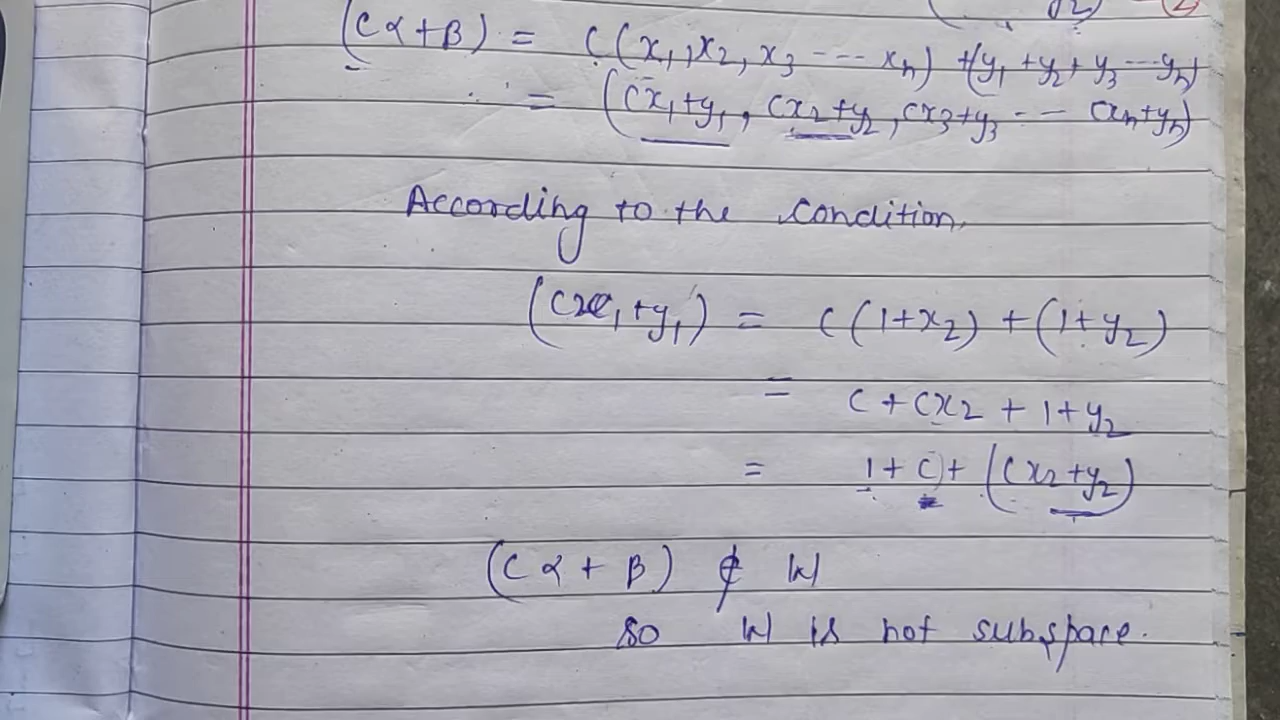 y2) (2)
(cα+β) = c(x1,x2, x3 --- xn) +(y1+y2+y3---yn)
∴ = (cx1+y1, cx2+y2, cx3+y3 --- cxn+yn)
According to the condition.
(cx1+y1) = c(1+x2) + (1+y2)
= c+cx2 + 1+y2
= 1+c+ (cx2+y2)
(cα+β) ∉ W
so W is not subspace.